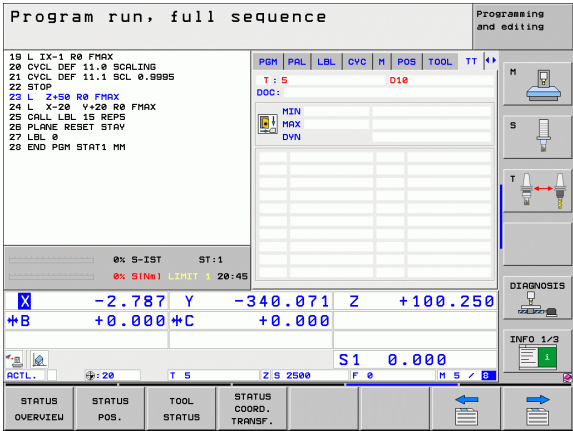 Program run, full sequence
Programming and editing
19 L IX-1 R0 FMAX
20 CYCL DEF 11.0 SCALING
21 CYCL DEF 11.1 SCL 0.9995
22 STOP
23 L Z+50 R0 FMAX
24 L X-20 Y+20 R0 FMAX
25 CALL LBL 15 REP5
26 PLANE RESET STAY
27 LBL 0
28 END PGM STAT1 MM
PGM PAL LBL CYC M POS TOOL TT
T : 5 D10
DOC:
MIN
MAX
DYN
M
S
T
DIAGNOSIS
INFO 1/3
0% S-IST ST:1
0% S[Nm] LIMIT 1 20:45
X -2.787 Y -340.071 Z +100.250
B +0.000 C +0.000
S1 0.000
ACTL. : 20 T 5 Z S 2500 F 0 M 5 / 8
STATUS OVERVIEW
STATUS POS.
TOOL STATUS
STATUS COORD. TRANSF.